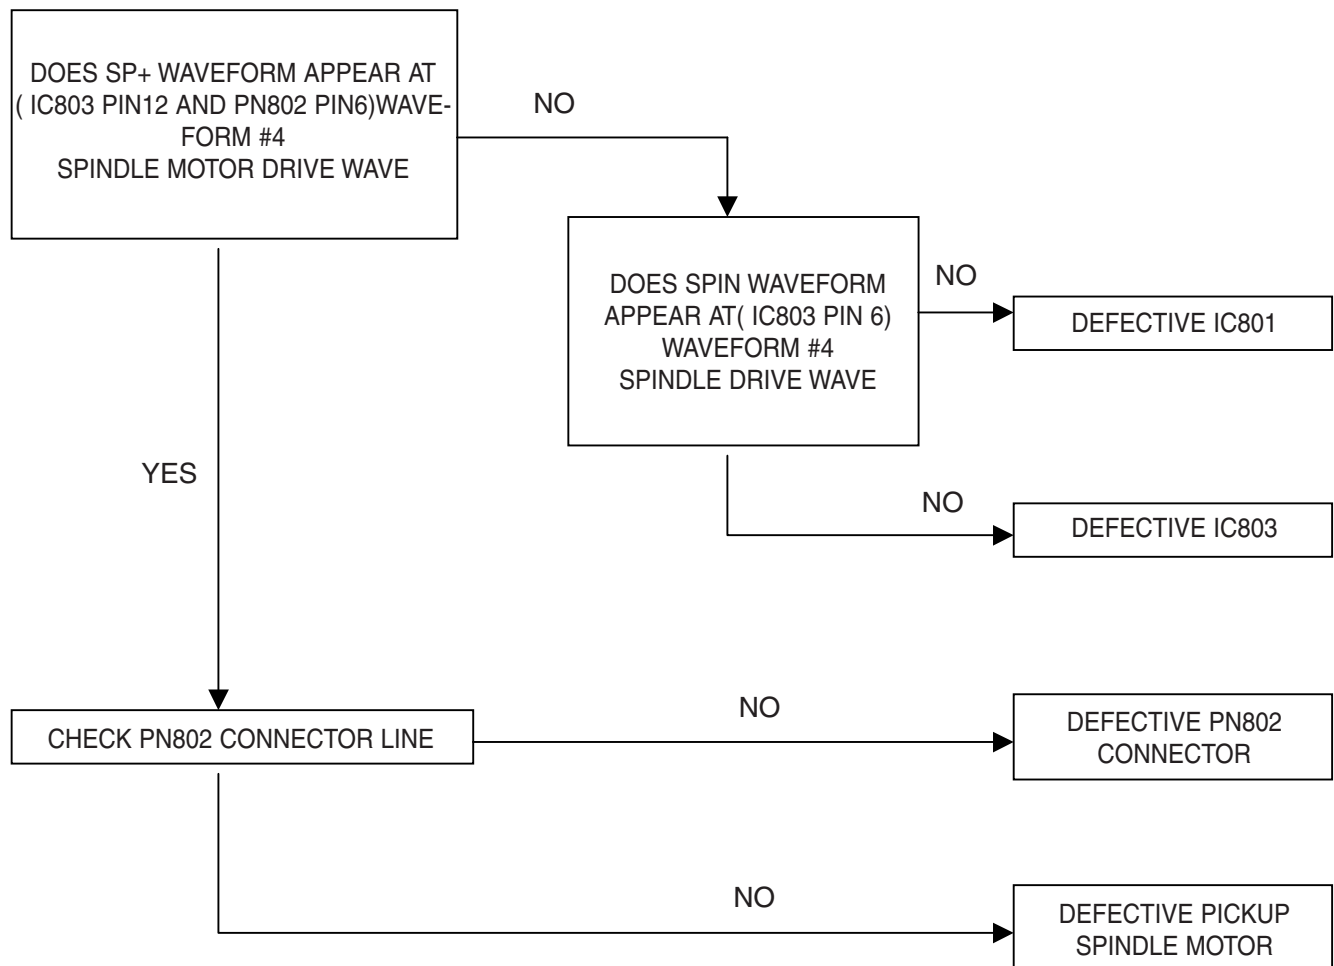 DOES SP+ WAVEFORM APPEAR AT
( IC803 PIN12 AND PN802 PIN6)WAVE-
FORM #4
SPINDLE MOTOR DRIVE WAVE
NO
DOES SPIN WAVEFORM
APPEAR AT( IC803 PIN 6)
WAVEFORM #4
SPINDLE DRIVE WAVE
NO
DEFECTIVE IC801
YES
NO
DEFECTIVE IC803
CHECK PN802 CONNECTOR LINE
NO
DEFECTIVE PN802
CONNECTOR
NO
DEFECTIVE PICKUP
SPINDLE MOTOR